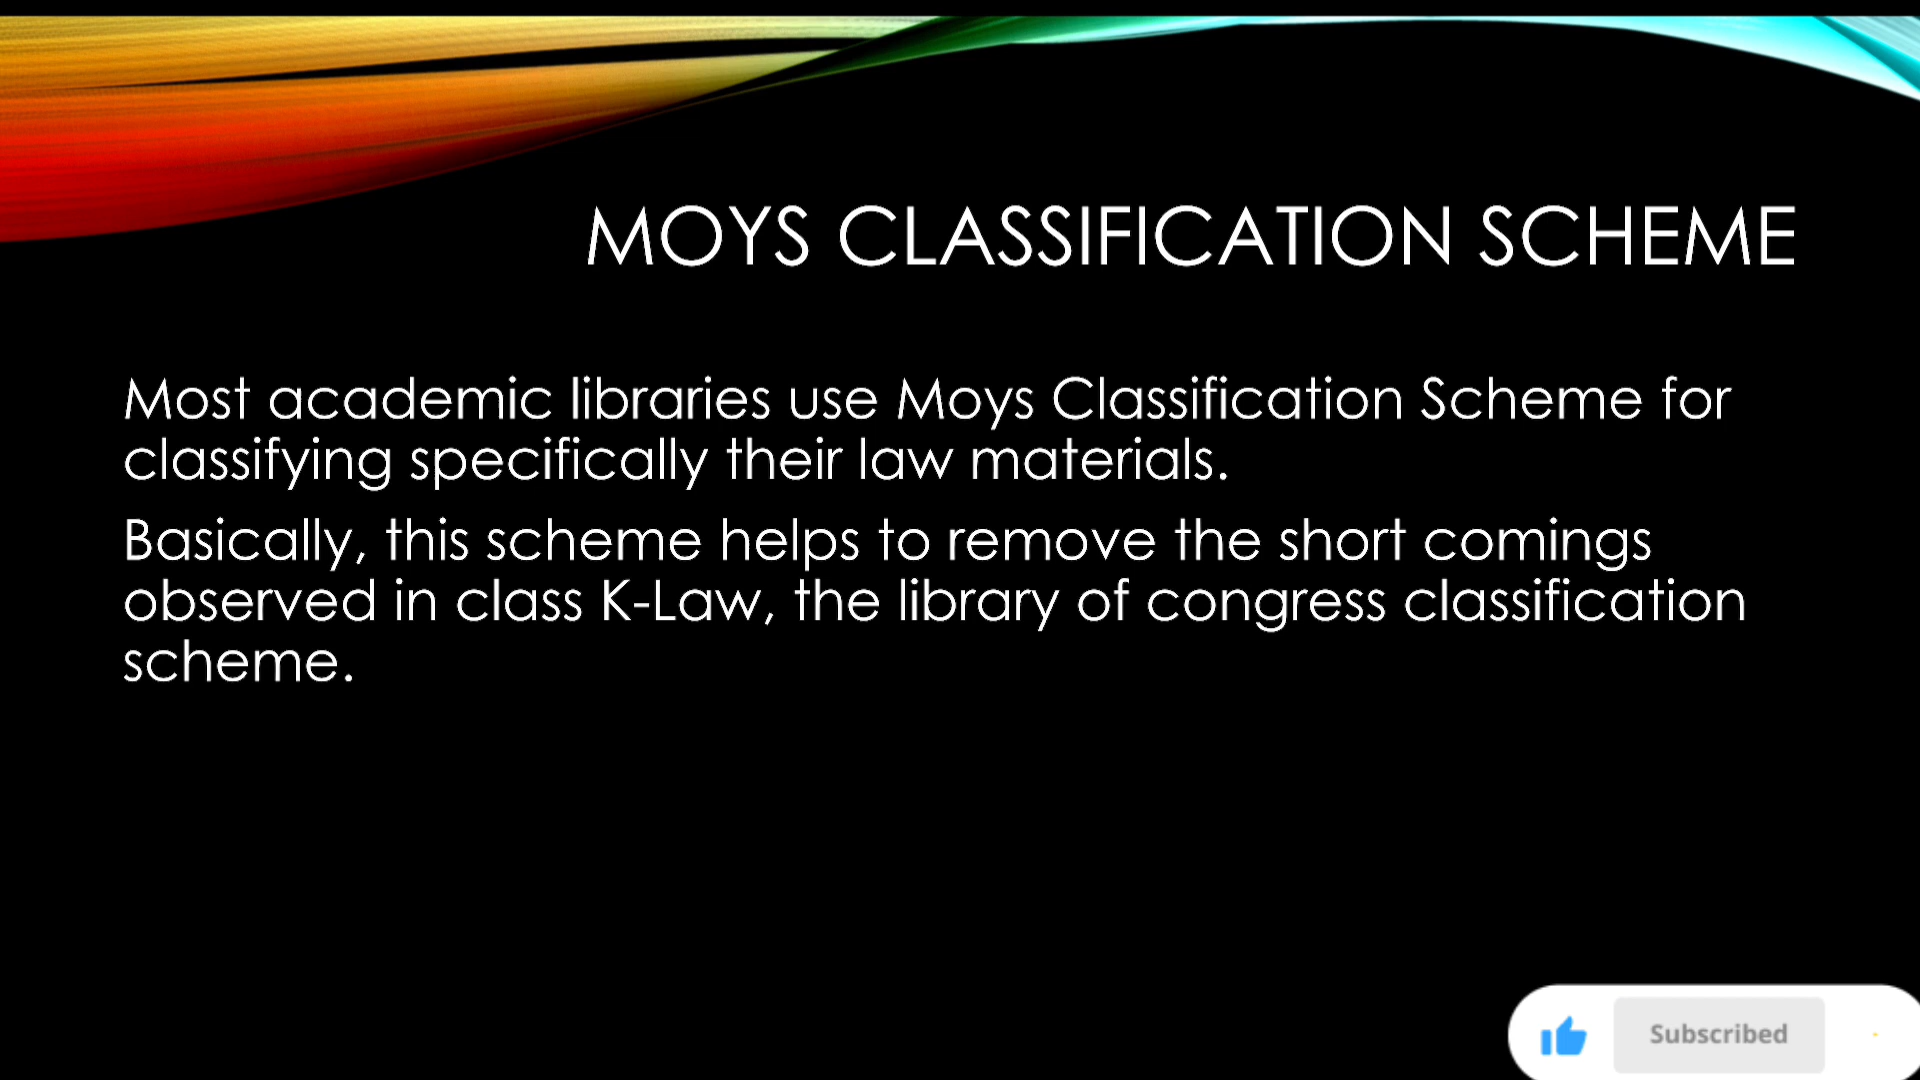 MOYS CLASSIFICATION SCHEME
Most academic libraries use Moys Classification Scheme for
classifying specifically their law materials.
Basically, this scheme helps to remove the short comings
observed in class K-Law, the library of congress classification
scheme.
Subscribed